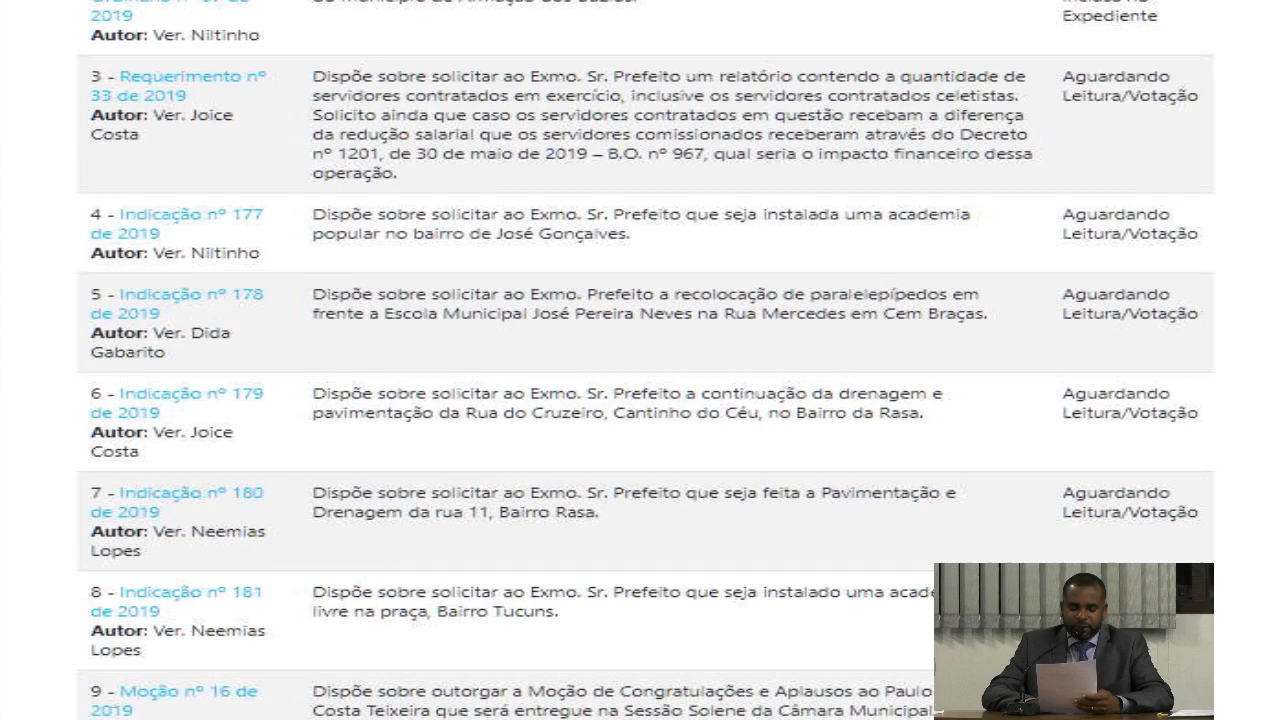 2019
Autor: Ver. Niltinho
Expediente
3 - Requerimento nº
33 de 2019
Autor: Ver. Joice
Costa
Dispõe sobre solicitar ao Exmo. Sr. Prefeito um relatório contendo a quantidade de
servidores contratados em exercício, inclusive os servidores contratados celetistas.
Solicito ainda que caso os servidores contratados em questão recebam a diferença
da redução salarial que os servidores comissionados receberam através do Decreto
nº 1201, de 30 de maio de 2019 – B.O. nº 967, qual seria o impacto financeiro dessa
operação.
Aguardando
Leitura/Votação
4 - Indicação nº 177
de 2019
Autor: Ver. Niltinho
Dispõe sobre solicitar ao Exmo. Sr. Prefeito que seja instalada uma academia
popular no bairro de José Gonçalves.
Aguardando
Leitura/Votação
5 - Indicação nº 178
de 2019
Autor: Ver. Dida
Gabarito
Dispõe sobre solicitar ao Exmo. Prefeito a recolocação de paralelepípedos em
frente a Escola Municipal José Pereira Neves na Rua Mercedes em Cem Braças.
Aguardando
Leitura/Votação
6 - Indicação nº 179
de 2019
Autor: Ver. Joice
Costa
Dispõe sobre solicitar ao Exmo. Sr. Prefeito a continuação da drenagem e
pavimentação da Rua do Cruzeiro, Cantinho do Céu, no Bairro da Rasa.
Aguardando
Leitura/Votação
7 - Indicação nº 180
de 2019
Autor: Ver. Neemias
Lopes
Dispõe sobre solicitar ao Exmo. Sr. Prefeito que seja feita a Pavimentação e
Drenagem da rua 11, Bairro Rasa.
Aguardando
Leitura/Votação
8 - Indicação nº 181
de 2019
Autor: Ver. Neemias
Lopes
Dispõe sobre solicitar ao Exmo. Sr. Prefeito que seja instalado uma acade
livre na praça, Bairro Tucuns.
9 - Moção nº 16 de
2019
Dispõe sobre outorgar a Moção de Congratulações e Aplausos ao Paulo
Costa Teixeira que será entregue na Sessão Solene da Câmara Municipal